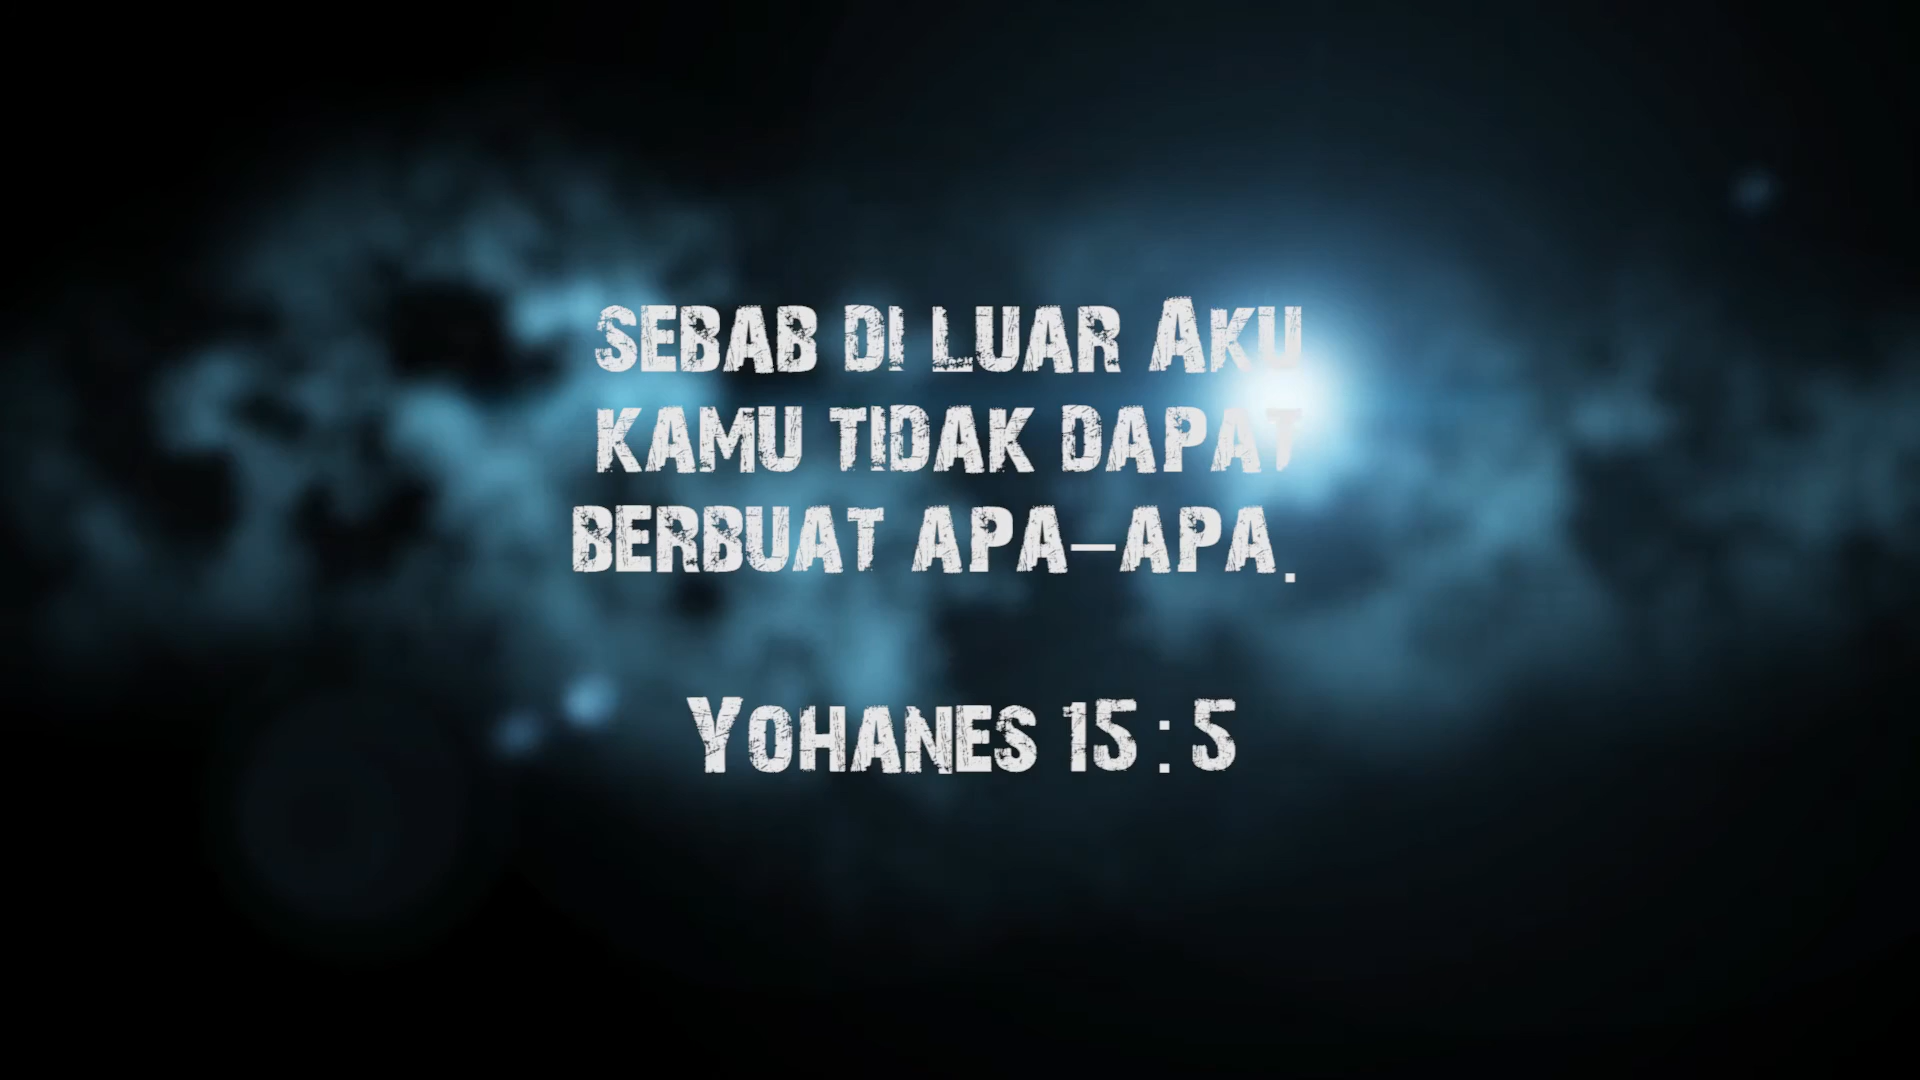 sebab di luar Aku
kamu tidak dapat
berbuat apa-apa.
Yohanes 15 : 5